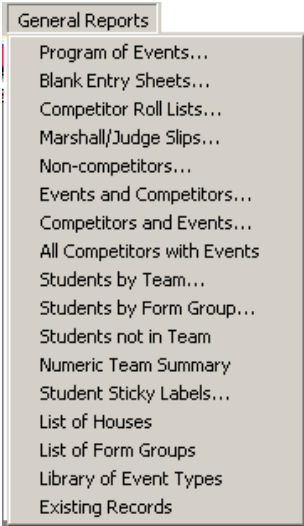 General Reports
Program of Events...
Blank Entry Sheets...
Competitor Roll Lists...
Marshall/Judge Slips...
Non-competitors...
Events and Competitors...
Competitors and Events...
All Competitors with Events
Students by Team...
Students by Form Group...
Students not in Team
Numeric Team Summary
Student Sticky Labels...
List of Houses
List of Form Groups
Library of Event Types
Existing Records